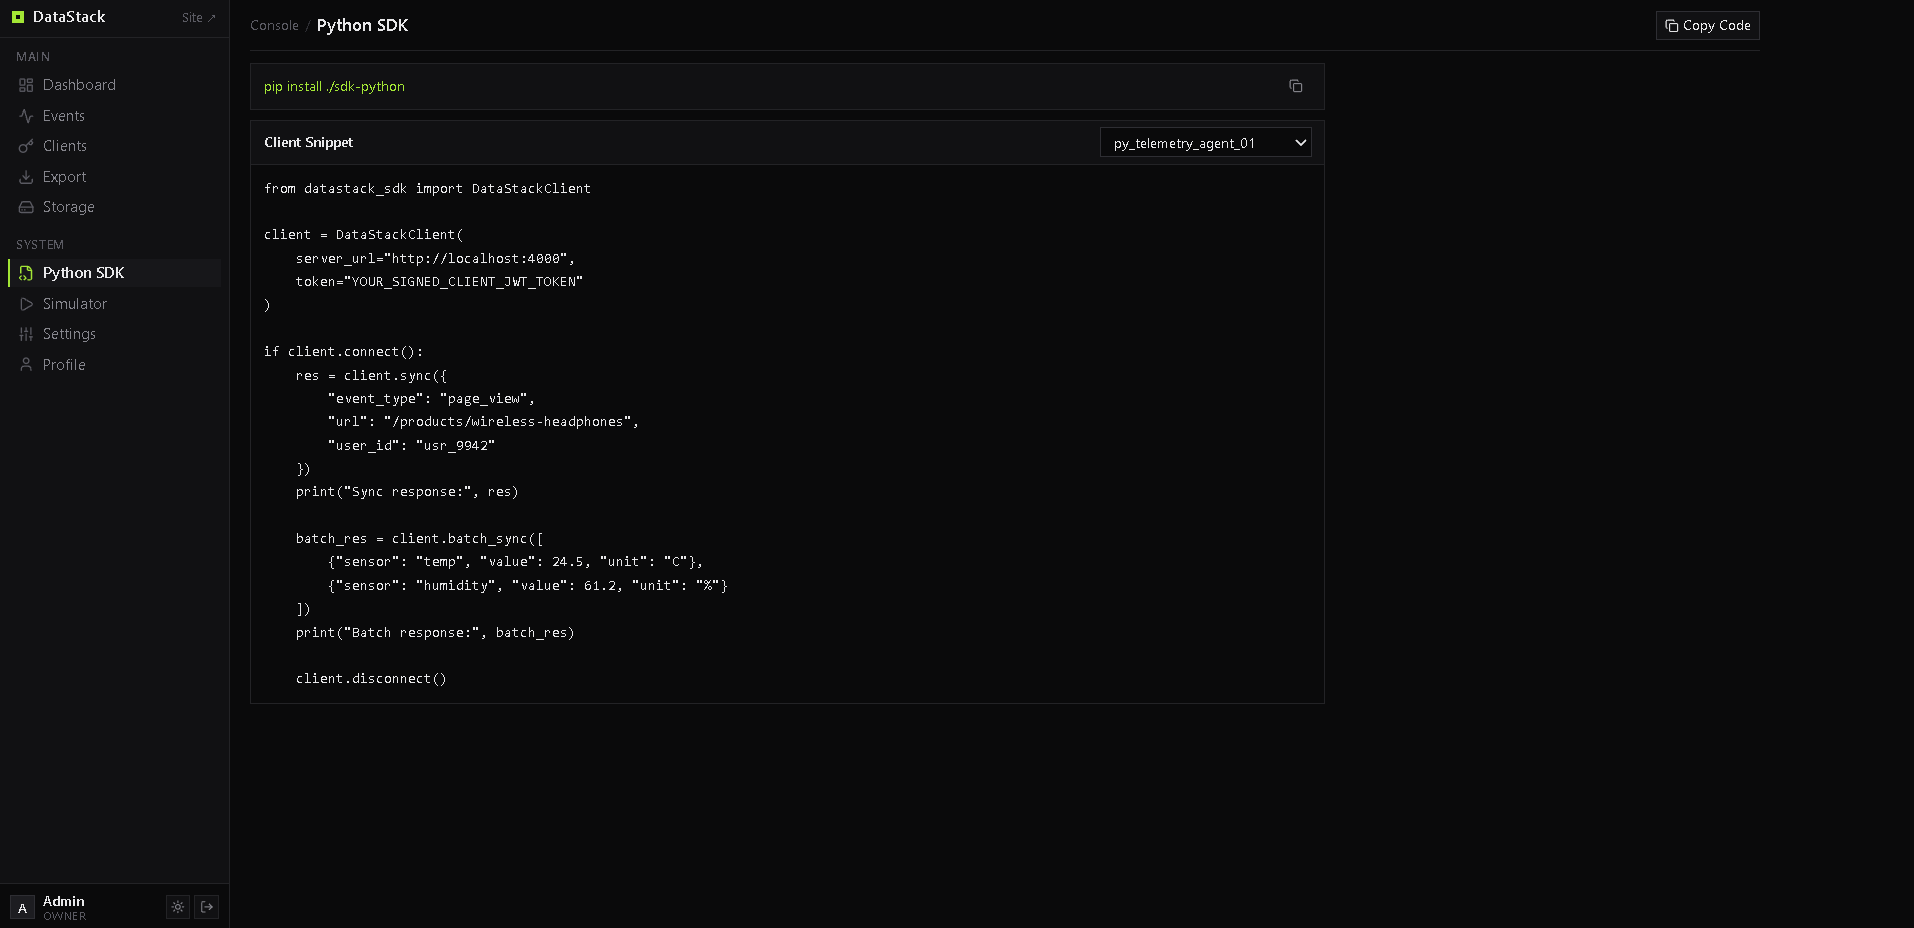 DataStack
Site ↗
MAIN
Dashboard
Events
Clients
Export
Storage
SYSTEM
Python SDK
Simulator
Settings
Profile
A
Admin
OWNER
Console / Python SDK
Copy Code
pip install ./sdk-python
Client Snippet
py_telemetry_agent_01
from datastack_sdk import DataStackClient

client = DataStackClient(
    server_url="http://localhost:4000",
    token="YOUR_SIGNED_CLIENT_JWT_TOKEN"
)

if client.connect():
    res = client.sync({
        "event_type": "page_view",
        "url": "/products/wireless-headphones",
        "user_id": "usr_9942"
    })
    print("Sync response:", res)

    batch_res = client.batch_sync([
        {"sensor": "temp", "value": 24.5, "unit": "C"},
        {"sensor": "humidity", "value": 61.2, "unit": "%"}
    ])
    print("Batch response:", batch_res)

    client.disconnect()